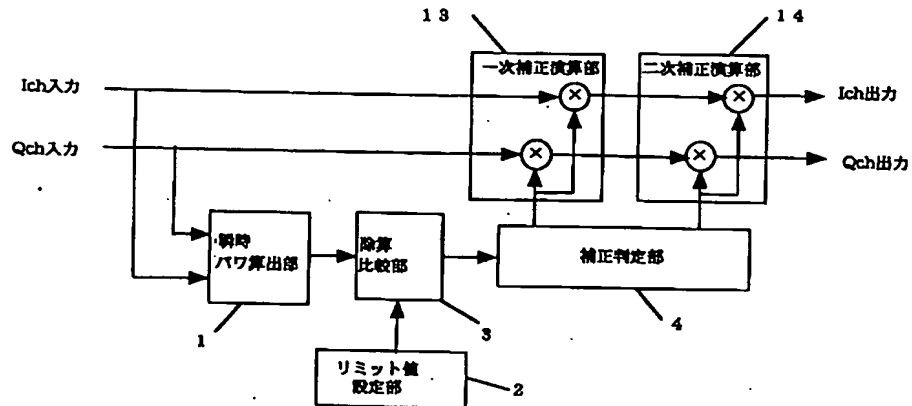 １３
１４
一次補正演算部
二次補正演算部
Ich入力
×
×
Ich出力
Qch入力
×
×
Qch出力
瞬時
パワ算出部
除算
比較部
補正判定部
1
3
4
リミット値
設定部
2